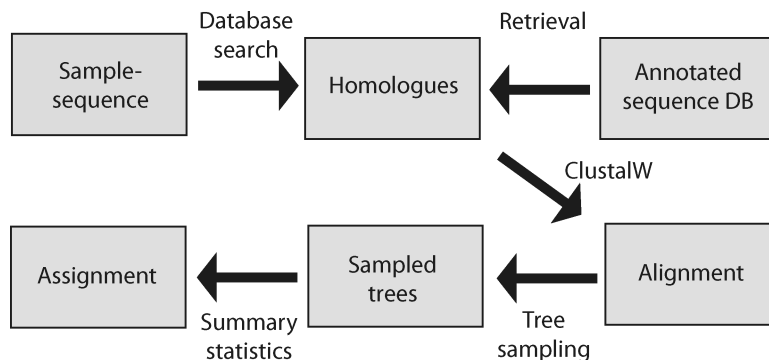 Database
search
Retrieval
Sample-
sequence
Homologues
Annotated
sequence DB
ClustalW
Assignment
Sampled
trees
Alignment
Summary
statistics
Tree
sampling